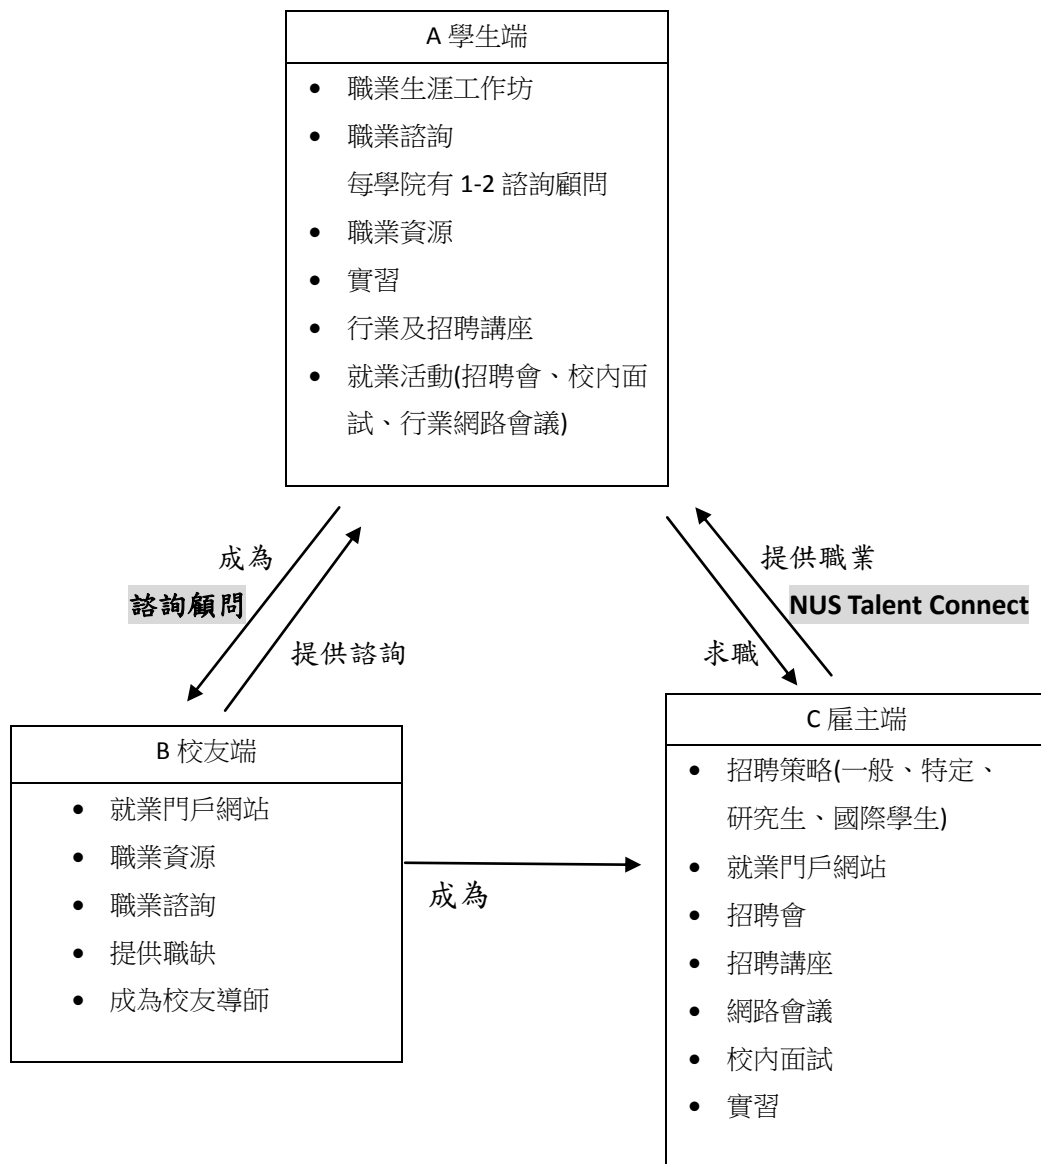 A 學生端
• 職業生涯工作坊
• 職業諮詢
每學院有 1-2 諮詢顧問
• 職業資源
• 實習
• 行業及招聘講座
• 就業活動(招聘會、校內面
試、行業網路會議)
成為
諮詢顧問
提供諮詢
提供職業
NUS Talent Connect
求職
B 校友端
• 就業門戶網站
• 職業資源
• 職業諮詢
• 提供職缺
• 成為校友導師
成為
C 雇主端
• 招聘策略(一般、特定、
研究生、國際學生)
• 就業門戶網站
• 招聘會
• 招聘講座
• 網路會議
• 校內面試
• 實習